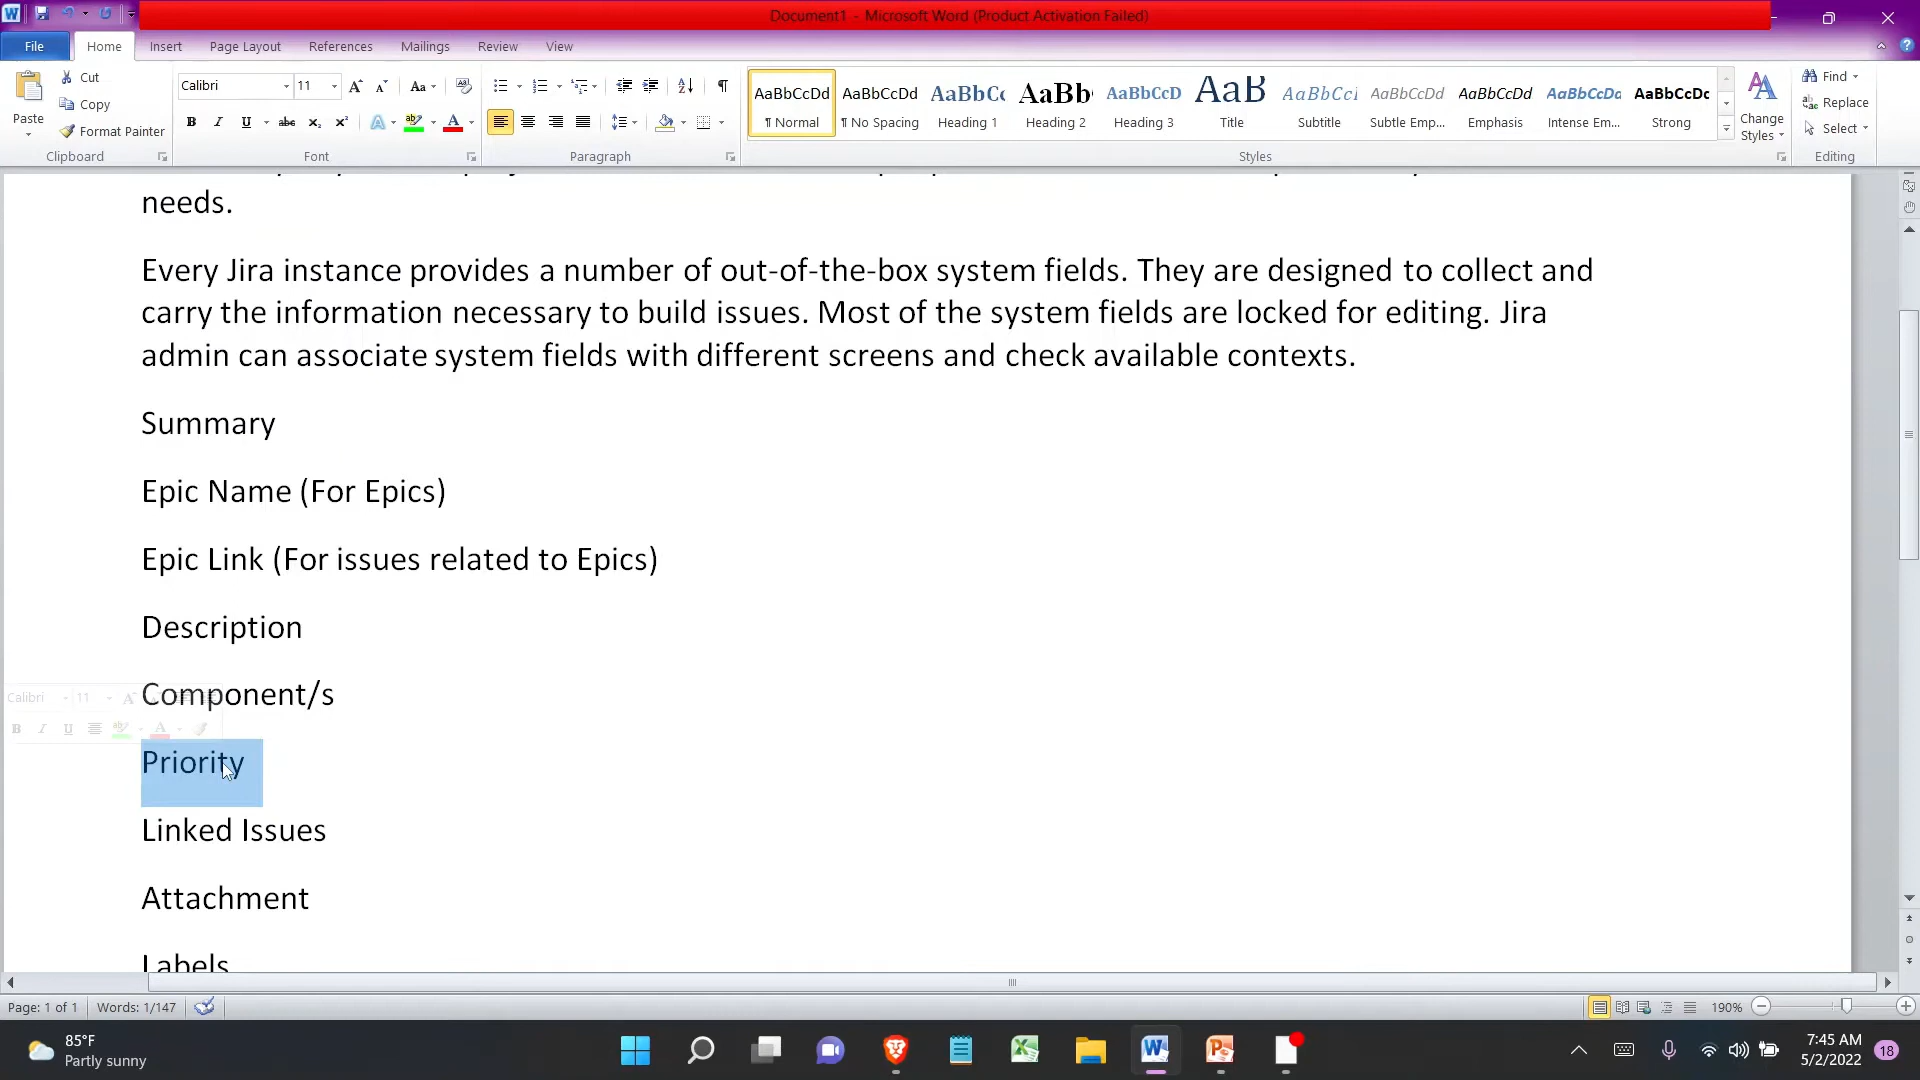 Document1 - Microsoft Word (Product Activation Failed)
File Home Insert Page Layout References Mailings Review View
Paste
Cut
Copy
Format Painter
Clipboard
Calibri 11
Aa
Font
Paragraph
AaBbCcDd AaBbCcDd AaBbCc AaBb AaBbCcD AaB AaBbCcI AaBbCcDd AaBbCcDd AaBbCcDd AaBbCcDc
¶ Normal ¶ No Spacing Heading 1 Heading 2 Heading 3 Title Subtitle Subtle Emp... Emphasis Intense Em... Strong
Styles
Change
Styles
Find
Replace
Select
Editing
needs.
Every Jira instance provides a number of out-of-the-box system fields. They are designed to collect and
carry the information necessary to build issues. Most of the system fields are locked for editing. Jira
admin can associate system fields with different screens and check available contexts.
Summary
Epic Name (For Epics)
Epic Link (For issues related to Epics)
Description
Component/s
Calibri 11
Priority
Linked Issues
Attachment
Labels
Page: 1 of 1 Words: 1/147 190%
85°F
Partly sunny
7:45 AM
5/2/2022 18